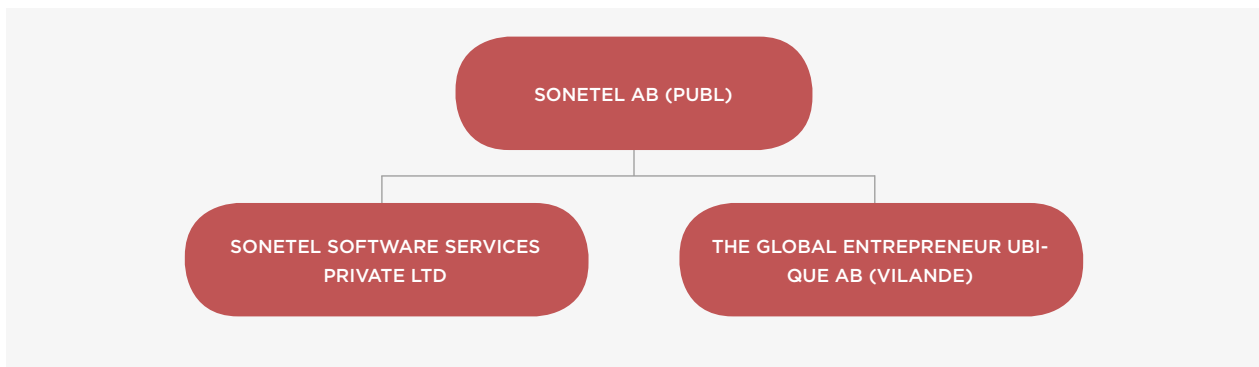 SONETEL AB (PUBL)
SONETEL SOFTWARE SERVICES
PRIVATE LTD
THE GLOBAL ENTREPRENEUR UBI-
QUE AB (VILANDE)